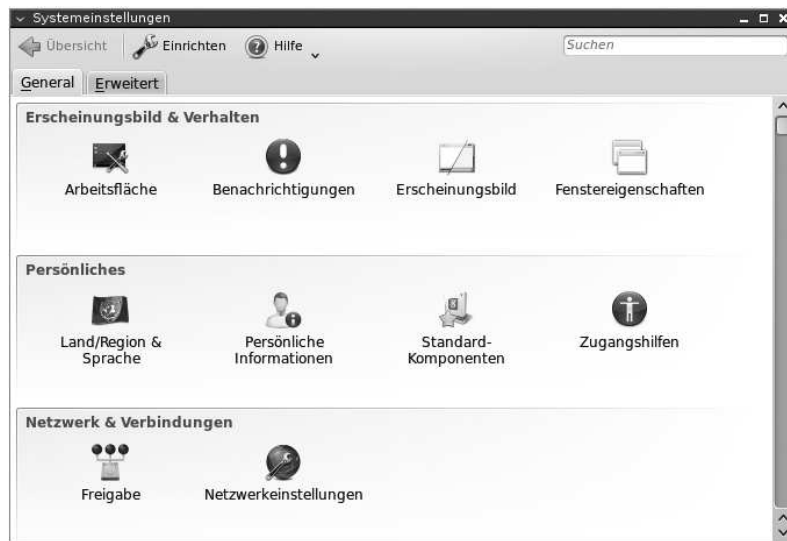 Systemeinstellungen
Übersicht Einrichten Hilfe Suchen
General Erweitert
Erscheinungsbild & Verhalten
Arbeitsfläche Benachrichtigungen Erscheinungsbild Fenstereigenschaften
Persönliches
Land/Region & Sprache
Persönliche Informationen
Standard-Komponenten
Zugangshilfen
Netzwerk & Verbindungen
Freigabe Netzwerkeinstellungen